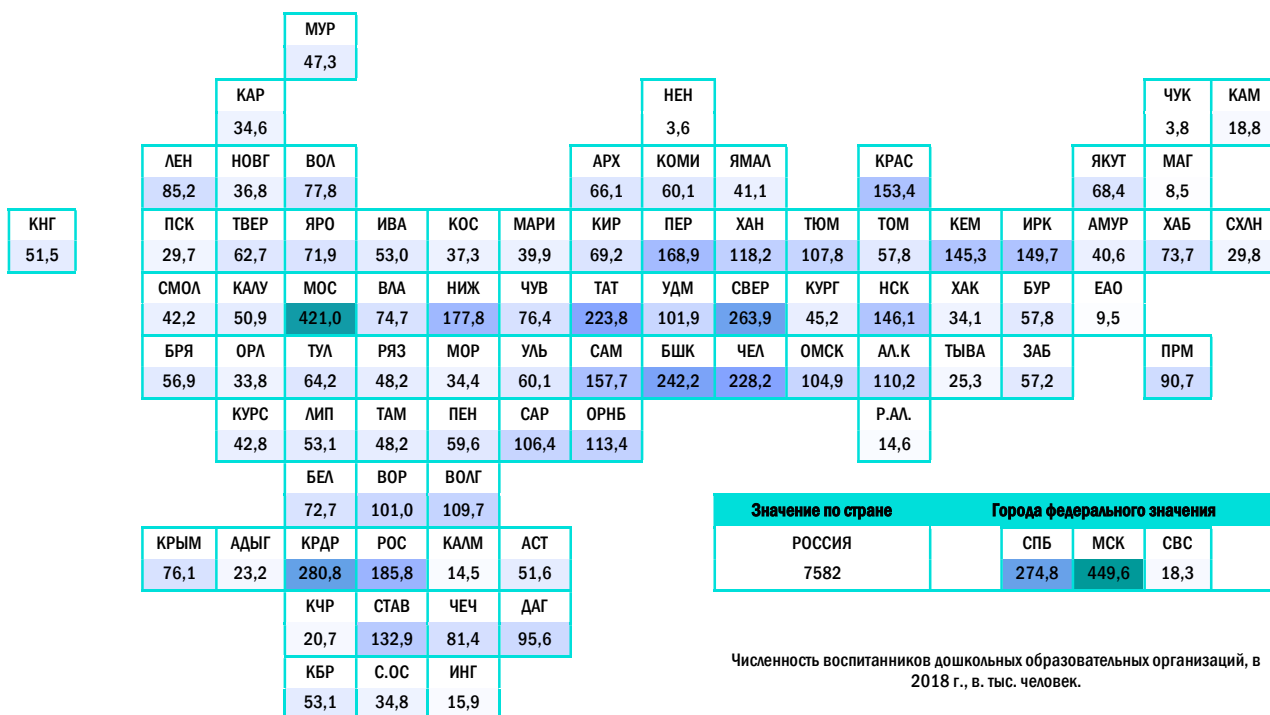 МУР
47,3
КАР НЕН ЧУК КАМ
34,6 3,6 3,8 18,8
ЛЕН НОВГ ВОЛ АРХ КОМИ ЯМАЛ КРАС ЯКУТ МАГ
85,2 36,8 77,8 66,1 60,1 41,1 153,4 68,4 8,5
КНГ ПСК ТВЕР ЯРО ИВА КОС МАРИ КИР ПЕР ХАН ТЮМ ТОМ КЕМ ИРК АМУР ХАБ СХЛН
51,5 29,7 62,7 71,9 53,0 37,3 39,9 69,2 168,9 118,2 107,8 57,8 145,3 149,7 40,6 73,7 29,8
СМОЛ КАЛУ МОС ВЛА НИЖ ЧУВ ТАТ УДМ СВЕР КУРГ НСК ХАК БУР ЕАО
42,2 50,9 421,0 74,7 177,8 76,4 223,8 101,9 263,9 45,2 146,1 34,1 57,8 9,5
БРЯ ОРЛ ТУЛ РЯЗ МОР УЛЬ САМ БШК ЧЕЛ ОМСК АЛ.К ТЫВА ЗАБ ПРМ
56,9 33,8 64,2 48,2 34,4 60,1 157,7 242,2 228,2 104,9 110,2 25,3 57,2 90,7
КУРС ЛИП ТАМ ПЕН САР ОРНБ Р.АЛ.
42,8 53,1 48,2 59,6 106,4 113,4 14,6
БЕЛ ВОР ВОЛГ
72,7 101,0 109,7
Значение по стране Города федерального значения
КРЫМ АДЫГ КРДР РОС КАЛМ АСТ РОССИЯ СПБ МСК СВС
76,1 23,2 280,8 185,8 14,5 51,6 7582 274,8 449,6 18,3
КЧР СТАВ ЧЕЧ ДАГ
20,7 132,9 81,4 95,6
КБР С.ОС ИНГ
53,1 34,8 15,9
Численность воспитанников дошкольных образовательных организаций, в
2018 г., в. тыс. человек.